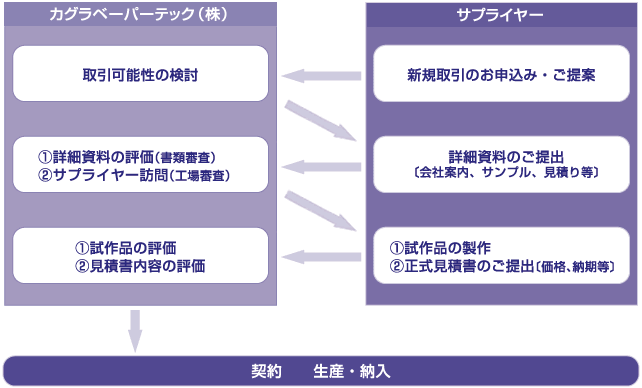 カグラベーパーテック（株）
サプライヤー
取引可能性の検討
新規取引のお申込み・ご提案
①詳細資料の評価（書類審査）
②サプライヤー訪問（工場審査）
詳細資料のご提出
〔会社案内、サンプル、見積り等〕
①試作品の評価
②見積書内容の評価
①試作品の製作
②正式見積書のご提出〔価格、納期等〕
契約　　生産・納入